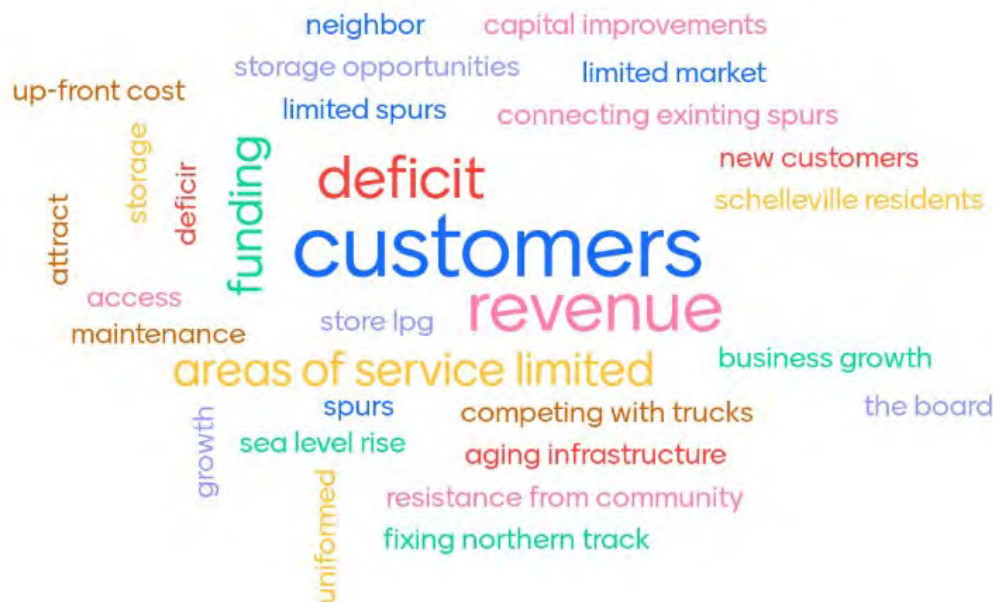 neighbor
capital improvements
storage opportunities
limited market
up-front cost
limited spurs
connecting exinting spurs
storage
deficir
funding
deficit
new customers
schelleville residents
attract
customers
access
revenue
store lpg
maintenance
areas of service limited
business growth
spurs
competing with trucks
the board
growth
sea level rise
aging infrastructure
uniformed
resistance from community
fixing northern track